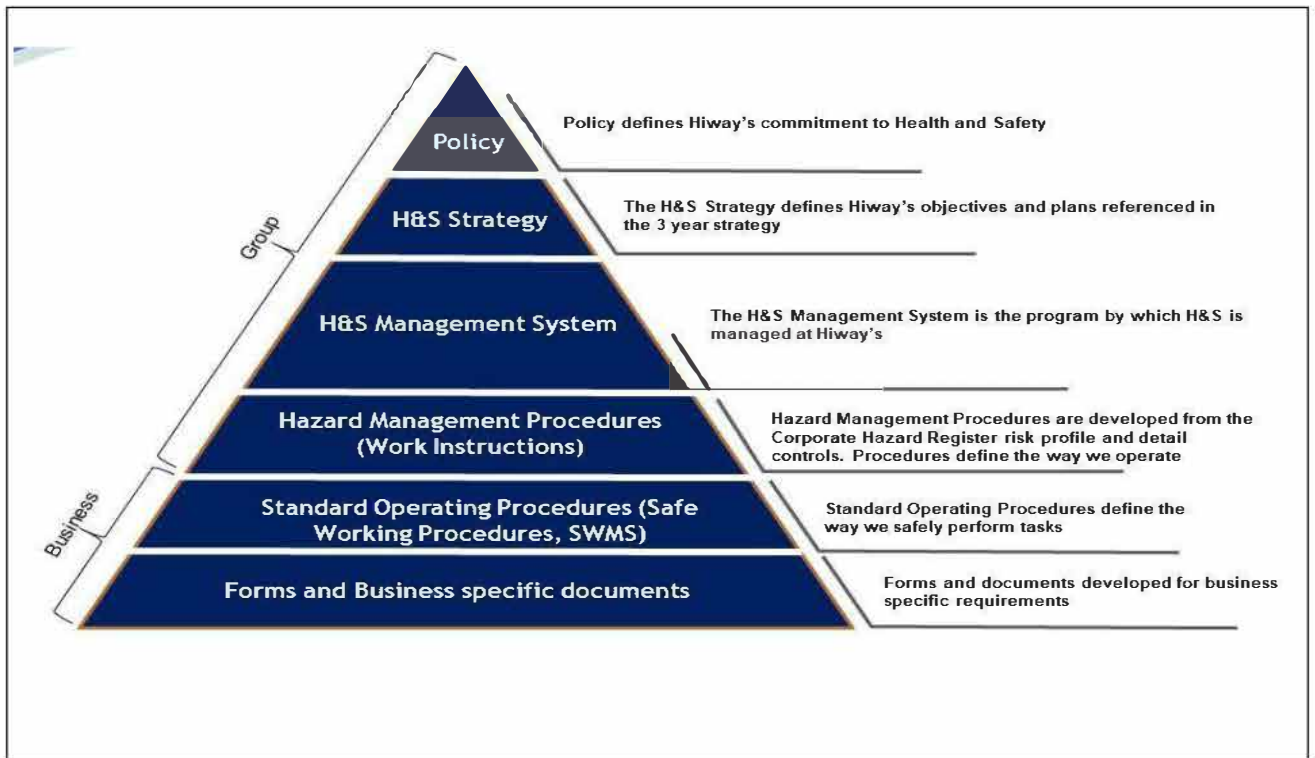 Policy
Policy defines Hiway's commitment to Health and Safety
H&S Strategy
The H&S Strategy defines Hiway's objectives and plans referenced in
the 3 year strategy
Group
H&S Management System
The H&S Management System is the program by which H&S is
managed at Hiway's
Hazard Management Procedures
(Work Instructions)
Hazard Management Procedures are developed from the
Corporate Hazard Register risk profile and detail
controls. Procedures define the way we operate
Business
Standard Operating Procedures (Safe
Working Procedures, SWMS)
Standard Operating Procedures define the
way we safely perform tasks
Forms and Business specific documents
Forms and documents developed for business
specific requirements